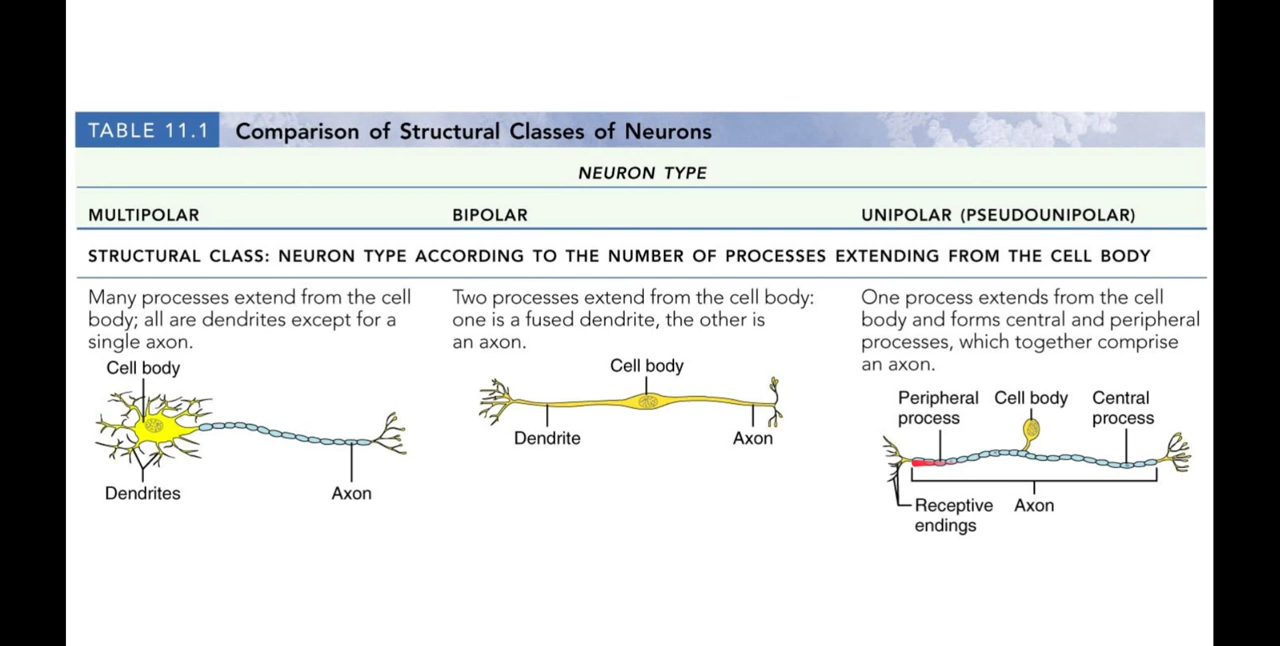 TABLE 11.1 Comparison of Structural Classes of Neurons
NEURON TYPE
MULTIPOLAR
BIPOLAR
UNIPOLAR (PSEUDOUNIPOLAR)
STRUCTURAL CLASS: NEURON TYPE ACCORDING TO THE NUMBER OF PROCESSES EXTENDING FROM THE CELL BODY
Many processes extend from the cell
body; all are dendrites except for a
single axon.
Cell body
Dendrites
Axon
Two processes extend from the cell body:
one is a fused dendrite, the other is
an axon.
Cell body
Dendrite
Axon
One process extends from the cell
body and forms central and peripheral
processes, which together comprise
an axon.
Peripheral
process
Cell body
Central
process
Receptive
endings
Axon